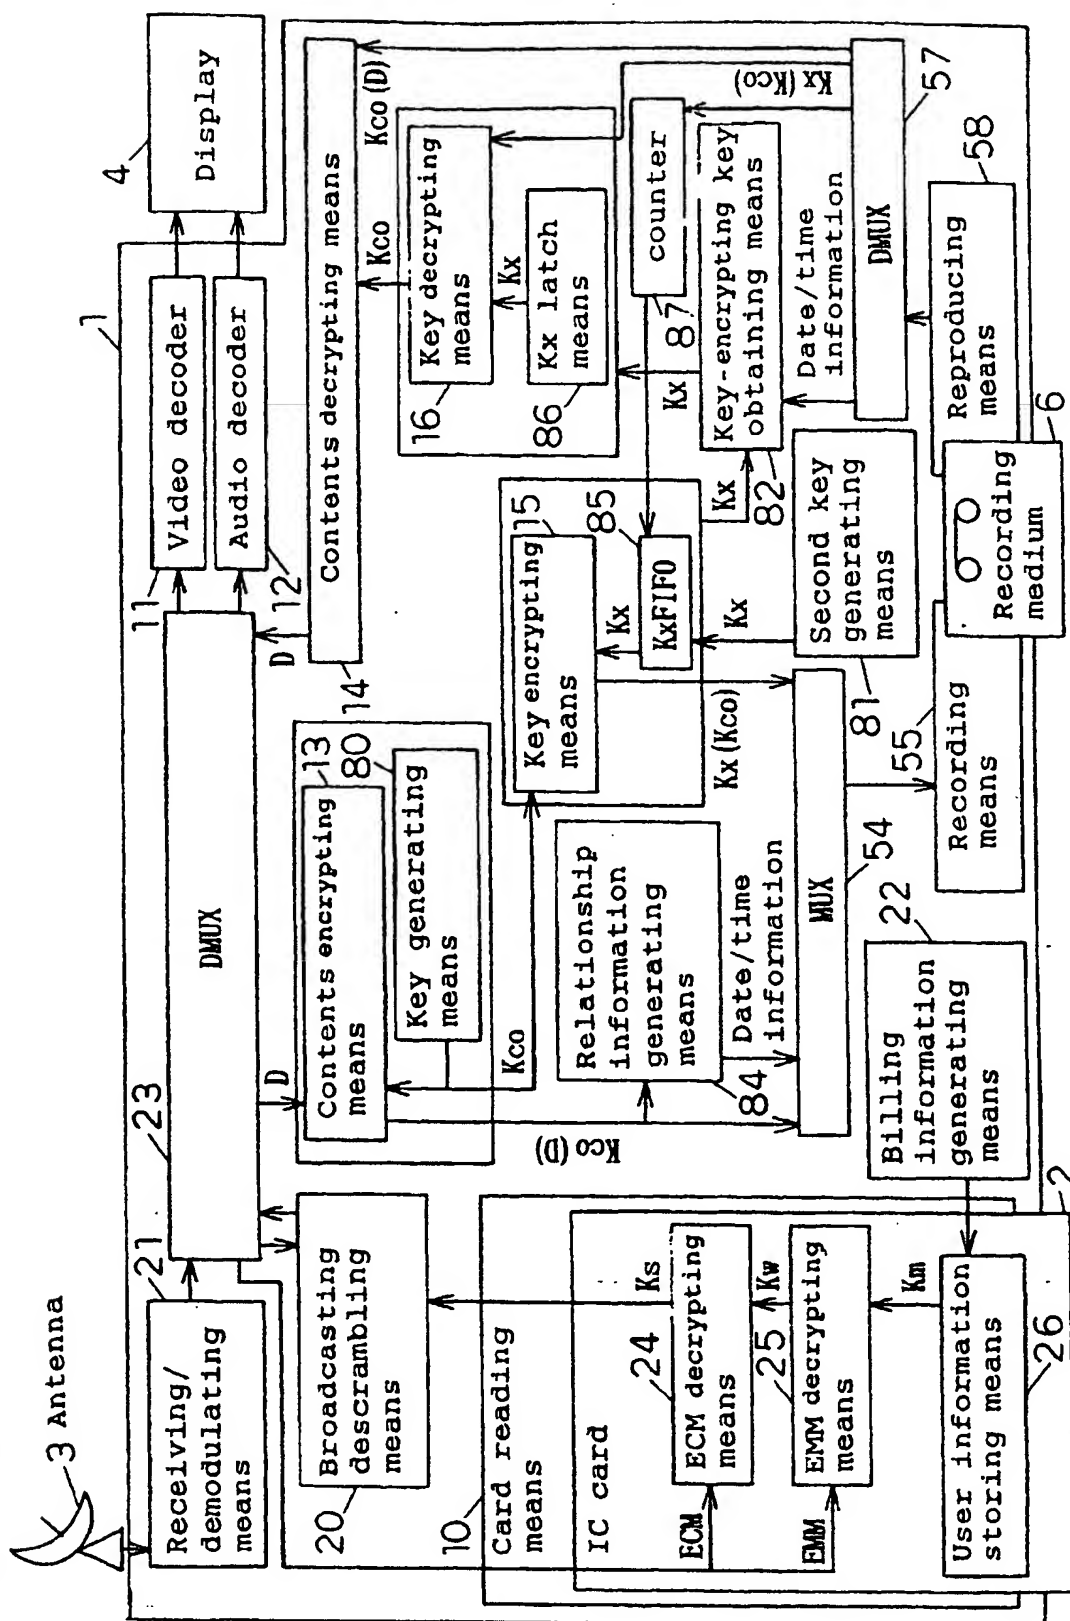 3 Antenna
Receiving/
demodulating
means
21
23
DMUX
11
Video decoder
Audio decoder
12
1
4
Display
Broadcasting
descrambling
means
20
D
Contents encrypting
means
13
Key generating
means
80
Kco
Kco(D)
D
14
Contents decrypting means
Kco
Kco(D)
Key decrypting
means
16
Kx
Kx latch
means
86
Kx
Key encrypting
means
15
Kx
KxFIFO
85
Kx
Kx(Kco)
Kx
counter
87
Key-encrypting key
obtaining means
82
Kx(Kco)
Date/time
information
DMUX
57
Relationship
information
generating
means
84
Date/time
information
MUX
54
Second key
generating
means
81
Recording
means
55
Recording
medium
6
Reproducing
means
58
Billing
information
generating
means
22
10
Card reading
means
IC card
2
ECM
EMM
Ks
ECM decrypting
means
24
Kw
EMM decrypting
means
25
Km
User information
storing means
26